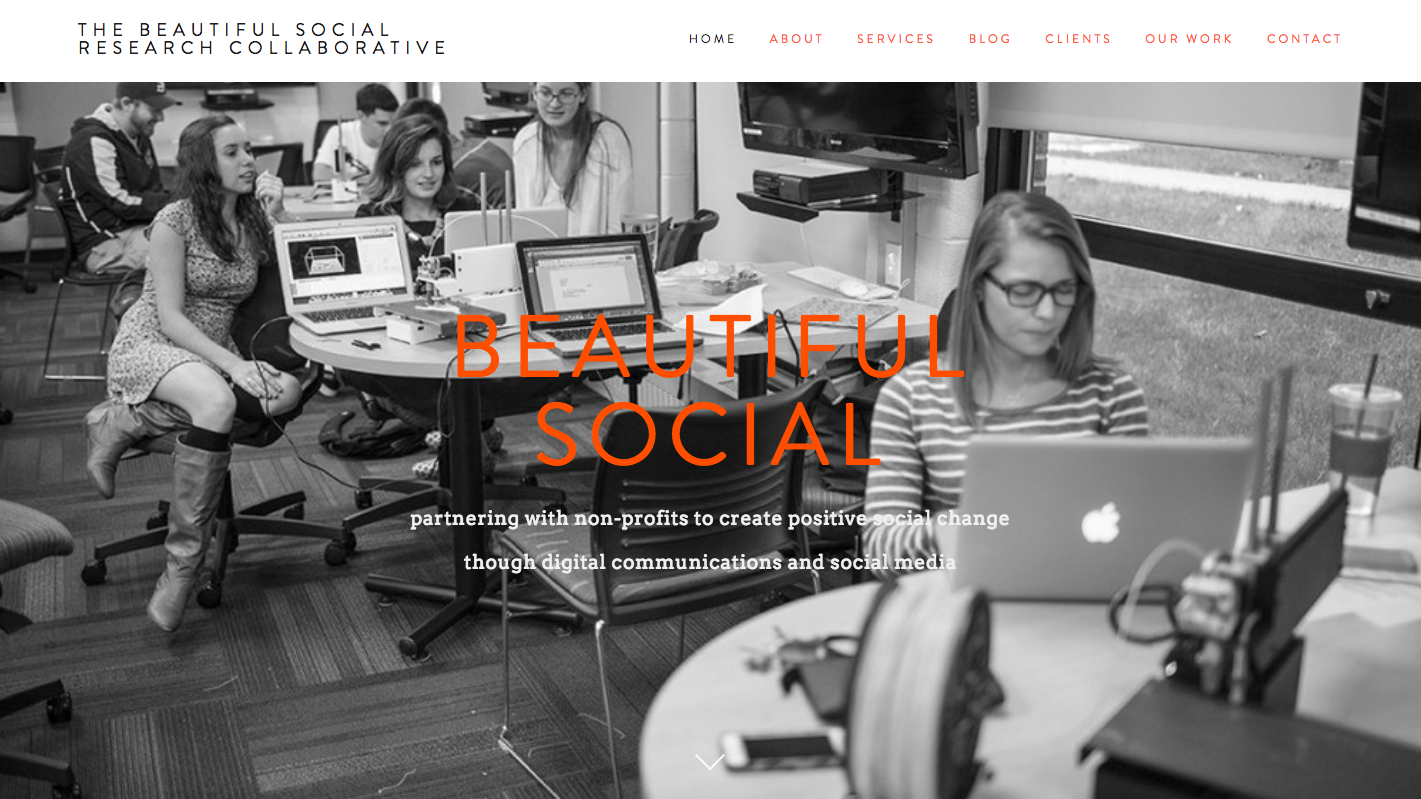 THE BEAUTIFUL SOCIAL
RESEARCH COLLABORATIVE
HOME ABOUT SERVICES BLOG CLIENTS OUR WORK CONTACT
BEAUTIFUL
SOCIAL
partnering with non-profits to create positive social change
though digital communications and social media